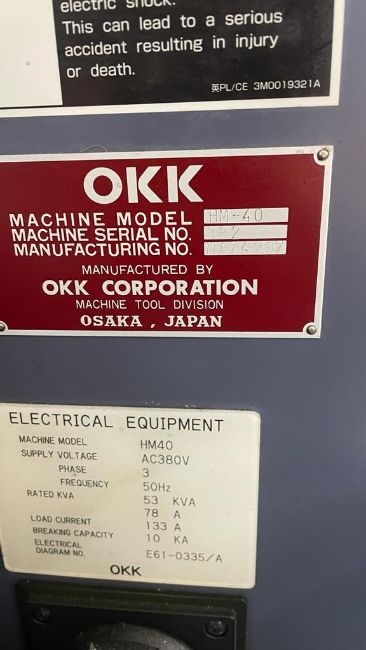 electric shock.
This can lead to a serious
accident resulting in injury
or death.
英PL/CE 3M0019321A
OKK
MACHINE MODEL HM-40
MACHINE SERIAL NO.
MANUFACTURING NO.
MANUFACTURED BY
OKK CORPORATION
MACHINE TOOL DIVISION
OSAKA , JAPAN
ELECTRICAL EQUIPMENT
MACHINE MODEL HM40
SUPPLY VOLTAGE AC380V
PHASE 3
FREQUENCY 50Hz
RATED KVA 53 KVA
78 A
LOAD CURRENT 133 A
BREAKING CAPACITY 10 KA
ELECTRICAL
DIAGRAM NO. E61-0335/A
OKK